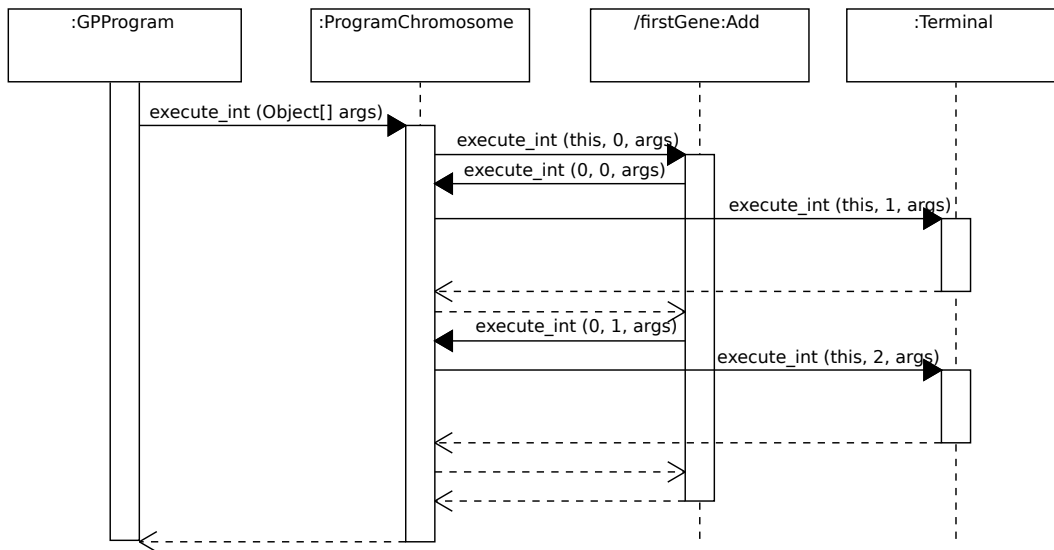 :GPProgram
:ProgramChromosome
/firstGene:Add
:Terminal
execute_int (Object[] args)
execute_int (this, 0, args)
execute_int (0, 0, args)
execute_int (this, 1, args)
execute_int (0, 1, args)
execute_int (this, 2, args)